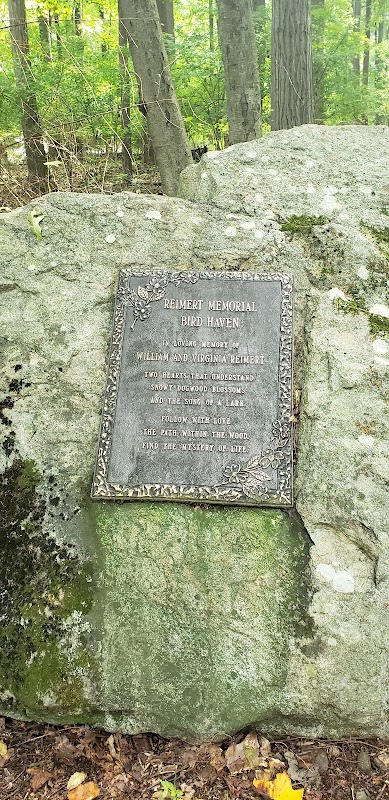 REIMERT MEMORIAL
BIRD HAVEN
IN LOVING MEMORY OF
WILLIAM AND VIRGINIA REIMERT
TWO HEARTS THAT UNDERSTAND
SNOWY DOGWOOD BLOSSOMS
AND THE SONG OF A LARK.
FOLLOW WITH LOVE
THE PATH WITHIN THE WOOD,
FIND THE MYSTERY OF LIFE.